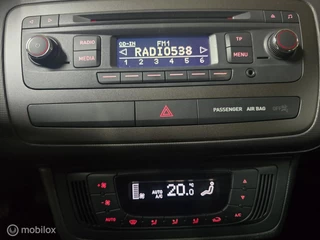 CD-IN FM1
RADIO538
1 2 3 4 5 6
RADIO
MEDIA
TP
MENU
PASSENGER AIR BAG
AUTO
A/C
20.0
AUTO
A/C
mobilox